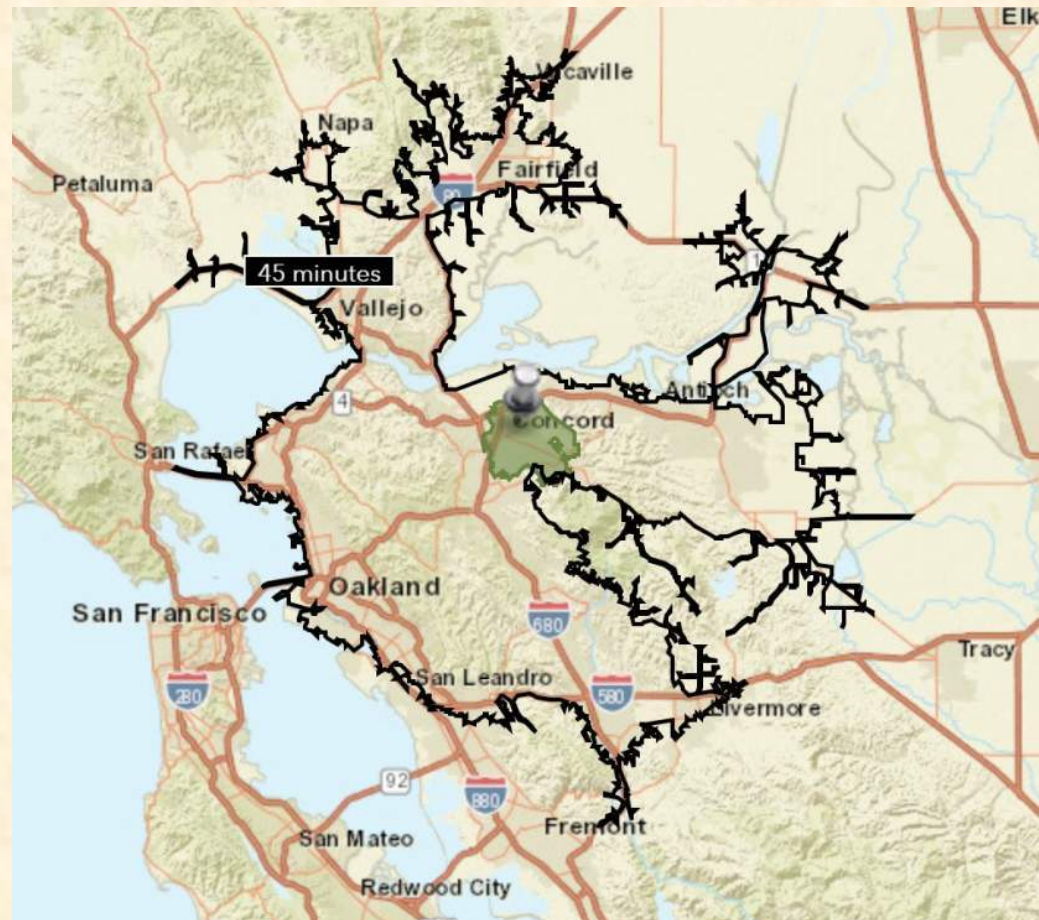 Elk
Vacaville
Napa
Fairfield
Petaluma
80
45 minutes
1
Vallejo
Antioch
4
Concord
San Rafael
Oakland
San Francisco
680
Tracy
San Leandro
280
580
Livermore
92
880
Fremont
San Mateo
Redwood City